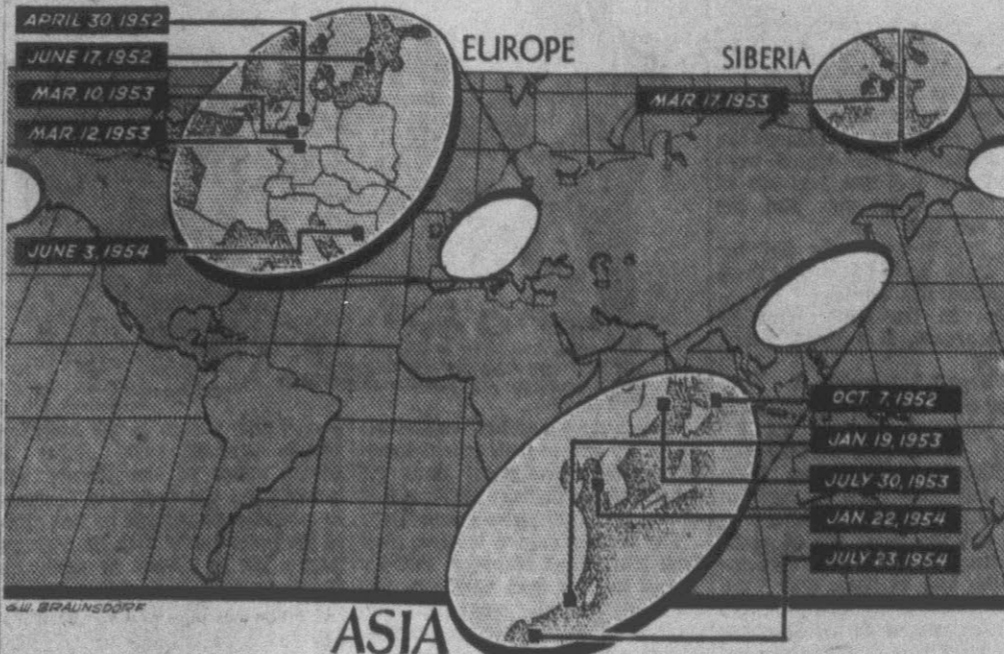 APRIL 30, 1952
JUNE 17, 1952
MAR. 10, 1953
MAR. 12, 1953
JUNE 3, 1954
EUROPE
SIBERIA
MAR. 17, 1953
OCT. 7, 1952
JAN. 19, 1953
JULY 30, 1953
JAN. 22, 1954
JULY 23, 1954
G.W. BRAUNSDORF
ASIA